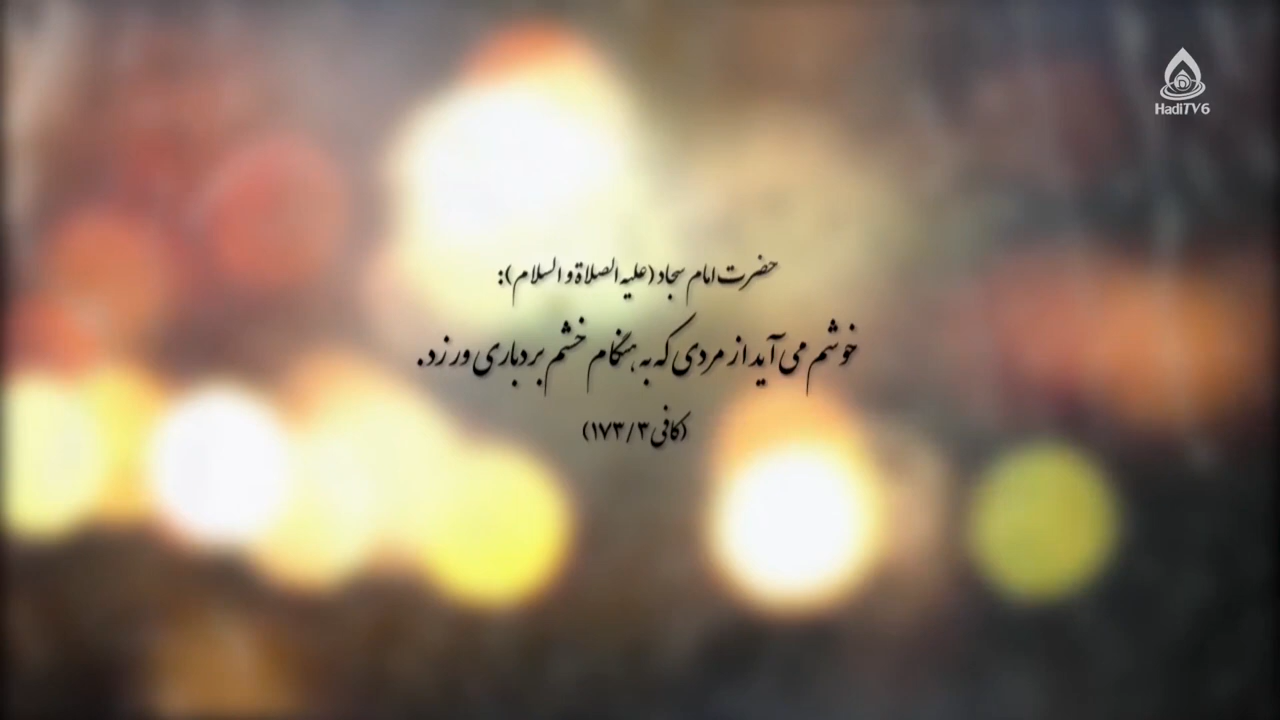 HadiTV6
حضرت امام سجاد (علیه الصلاة و السلام):
خوشم می آید از مردی که به هنگام خشم بردباری ورزد.
(کافی ۳/ ۱۷۳)